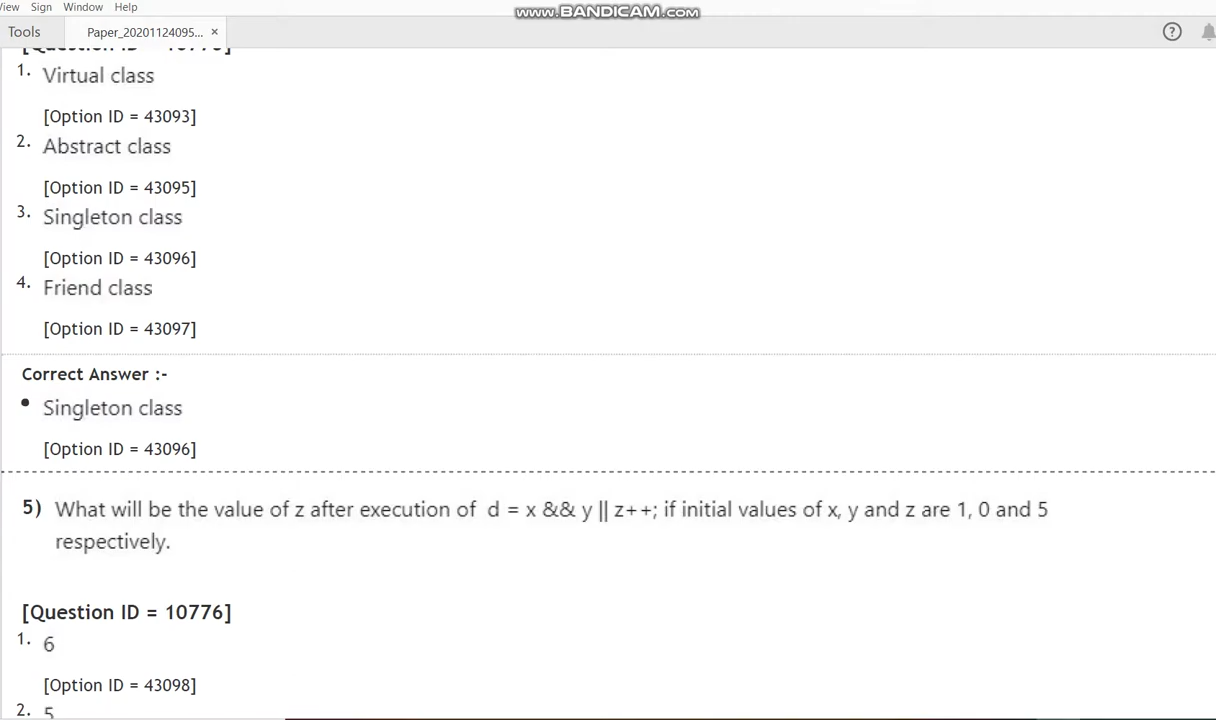 View Sign Window Help
www.BANDICAM.com
Tools Paper_20201124095... ×
?
1. Virtual class
[Option ID = 43093]
2. Abstract class
[Option ID = 43095]
3. Singleton class
[Option ID = 43096]
4. Friend class
[Option ID = 43097]
Correct Answer :-
• Singleton class
[Option ID = 43096]
5) What will be the value of z after execution of d = x && y || z++; if initial values of x, y and z are 1, 0 and 5
respectively.
[Question ID = 10776]
1. 6
[Option ID = 43098]
2. 5